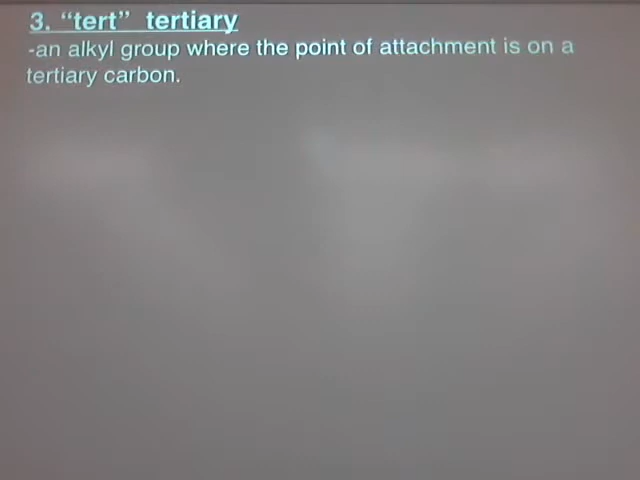 3. “tert”  tertiary
-an alkyl group where the point of attachment is on a
tertiary carbon.